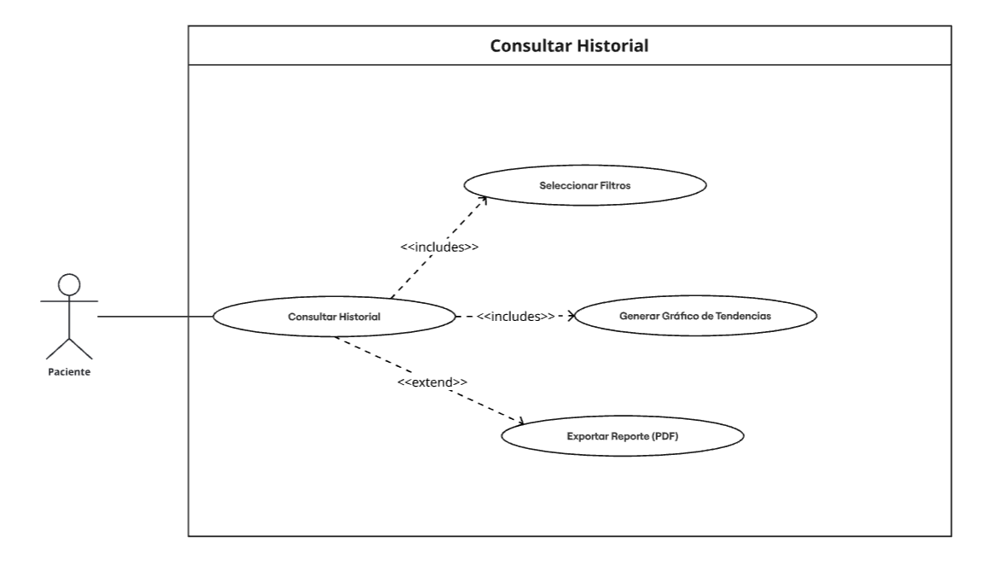 Consultar Historial
Seleccionar Filtros
<<includes>>
Consultar Historial
<<includes>>
Generar Gráfico de Tendencias
Paciente
<<extend>>
Exportar Reporte (PDF)